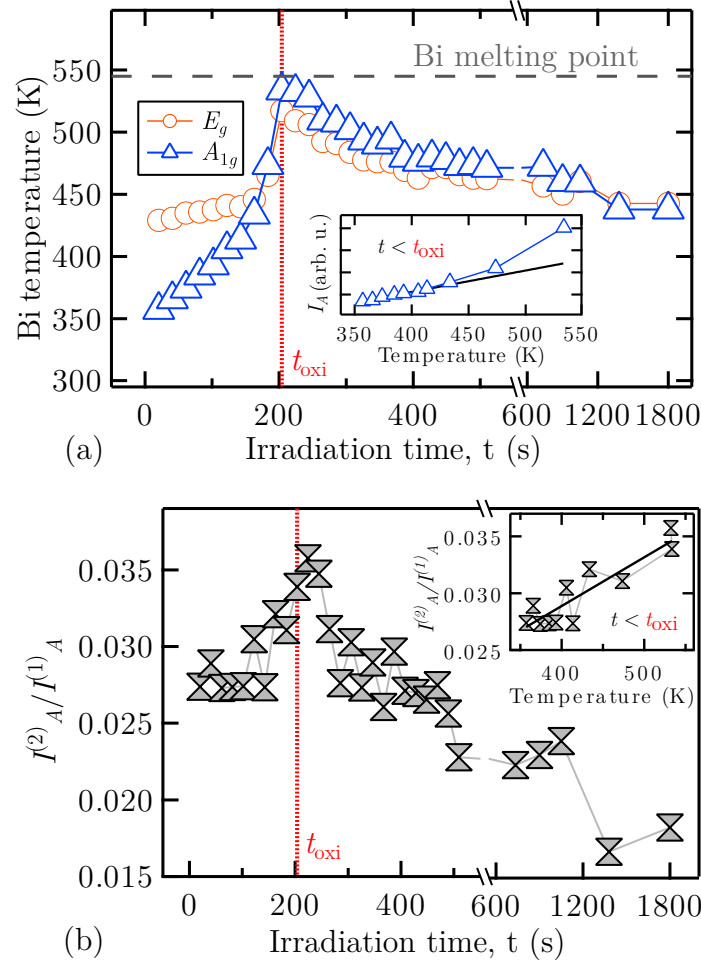 Bi melting point
550
500
450
400
350
300
Bi temperature (K)
E_g
A_{1g}
t < t_oxi
I_A (arb. u.)
350 400 450 500 550
Temperature (K)
t_oxi
0 200 400 600 1200 1800
(a) Irradiation time, t (s)
0.035
0.030
0.025
0.020
0.015
I^{(2)}_A/I^{(1)}_A
0.035
0.030
0.025
I^{(2)}_A/I^{(1)}_A
t < t_oxi
400 500
Temperature (K)
t_oxi
0 200 400 600 1200 1800
(b) Irradiation time, t (s)